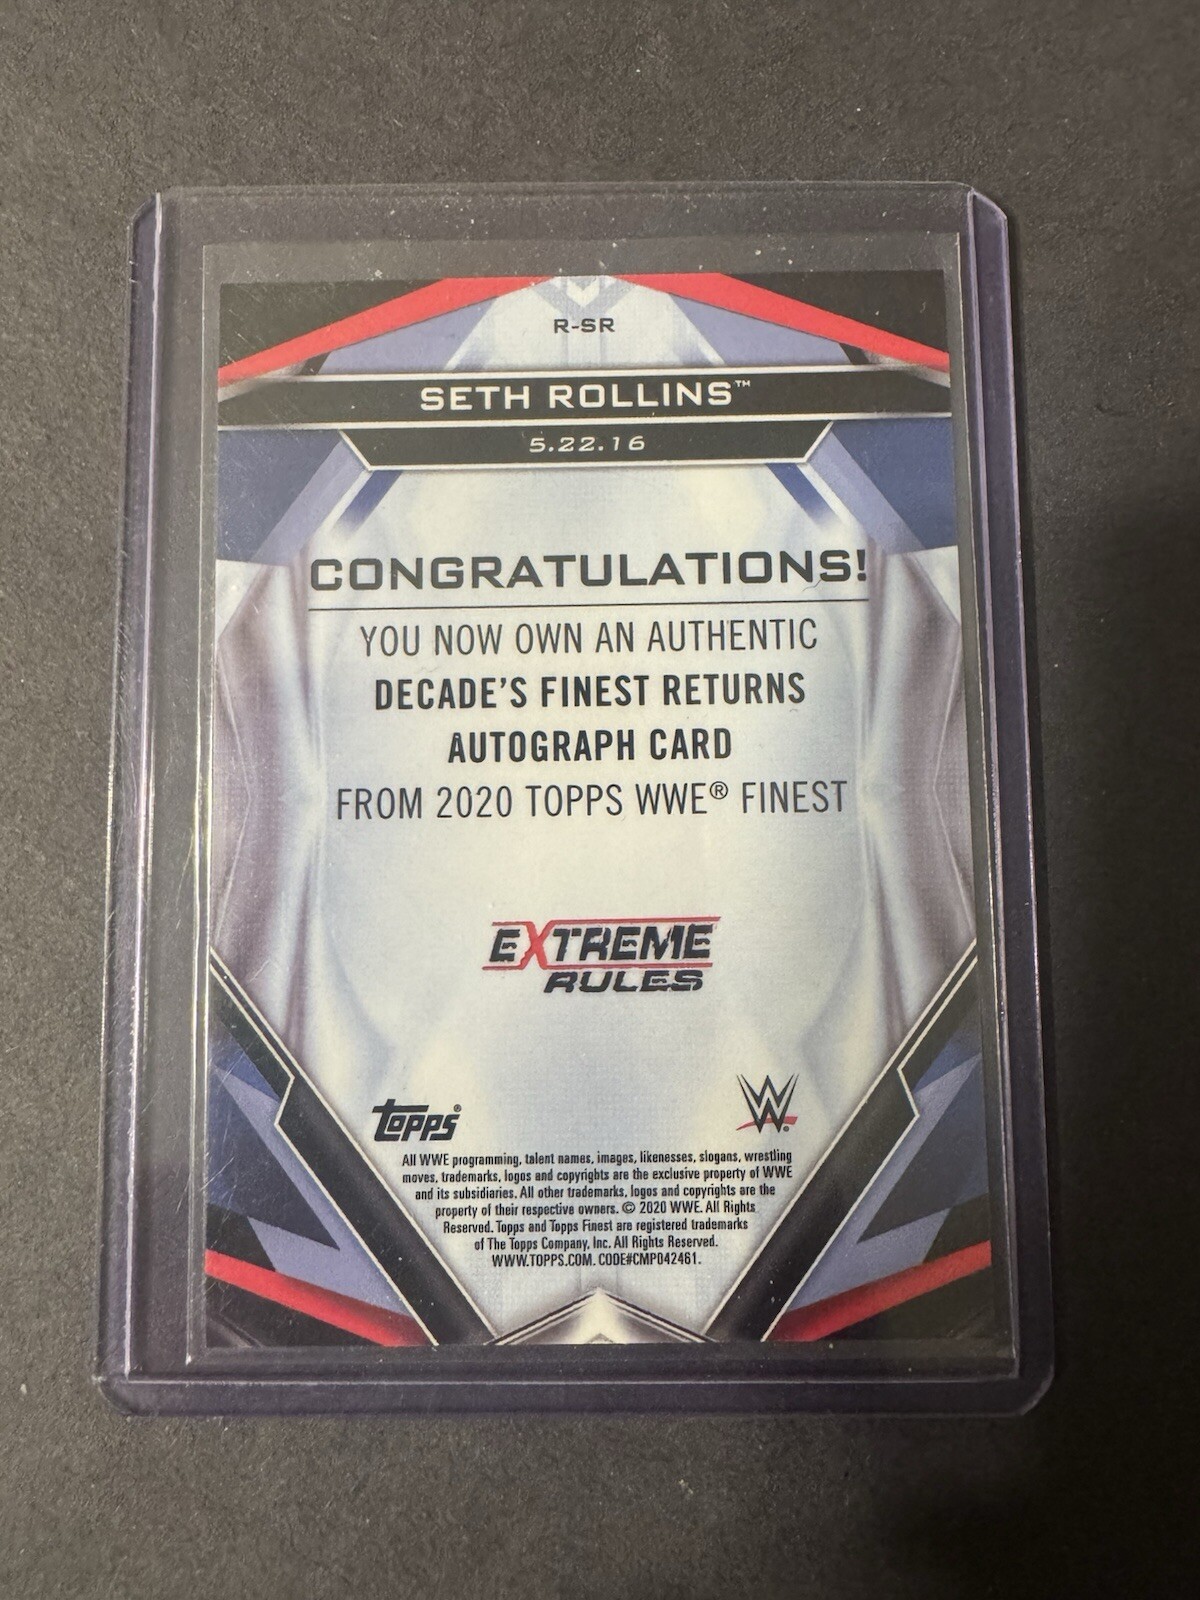 R-SR
SETH ROLLINS™
5.22.16
CONGRATULATIONS!
YOU NOW OWN AN AUTHENTIC
DECADE'S FINEST RETURNS
AUTOGRAPH CARD
FROM 2020 TOPPS WWE® FINEST
EXTREME
RULES
TOPPS®
W®
All WWE programming, talent names, images, likenesses, slogans, wrestling
moves, trademarks, logos and copyrights are the exclusive property of WWE
and its subsidiaries. All other trademarks, logos and copyrights are the
property of their respective owners. © 2020 WWE. All Rights
Reserved. Topps and Topps Finest are registered trademarks
of The Topps Company, Inc. All Rights Reserved.
WWW.TOPPS.COM. CODE#CMP042461.